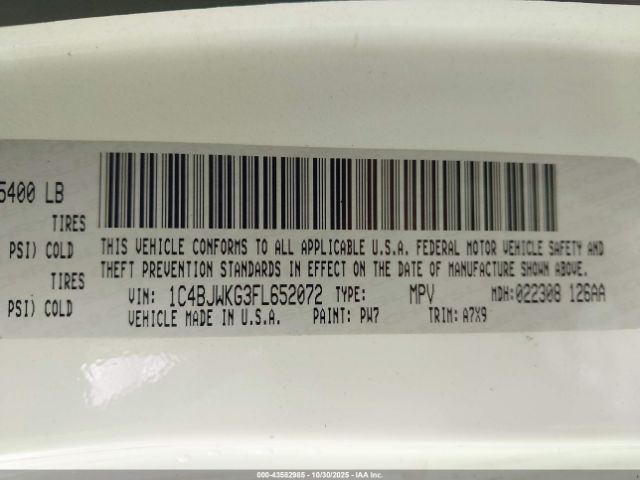 5400 LB
TIRES
PSI) COLD
TIRES
PSI) COLD
THIS VEHICLE CONFORMS TO ALL APPLICABLE U.S.A. FEDERAL MOTOR VEHICLE SAFETY AND
THEFT PREVENTION STANDARDS IN EFFECT ON THE DATE OF MANUFACTURE SHOWN ABOVE.
VIN: 1C4BJWKG3FL652072 TYPE: MPV MDH:022308 126AA
VEHICLE MADE IN U.S.A. PAINT: PW7 TRIM: A7X9
000-43582985 - 10/30/2025 - IAA Inc.